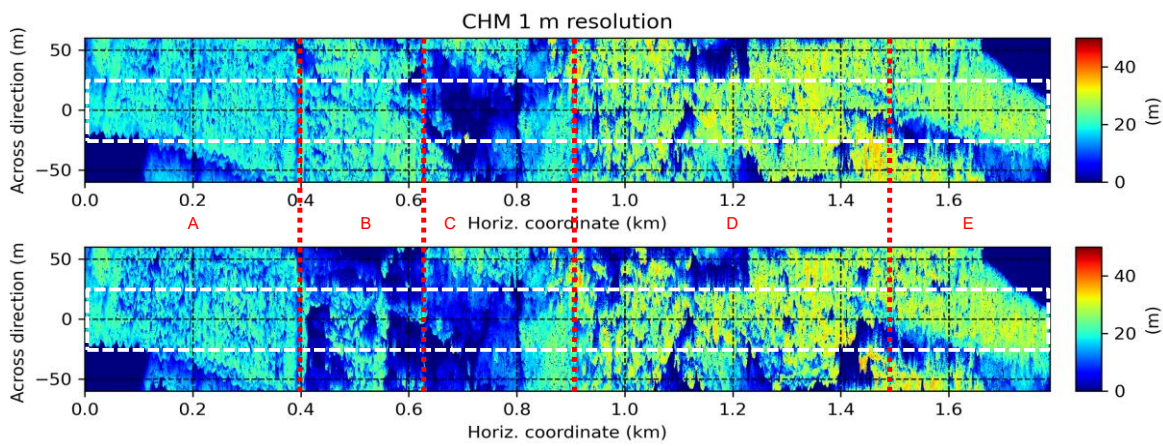 CHM 1 m resolution
Across direction (m)
50
0
−50
0.0 0.2 0.4 0.6 0.8 1.0 1.2 1.4 1.6
Horiz. coordinate (km)
40
20
0
(m)
A B C D E
Across direction (m
50
0
−50
0.0 0.2 0.4 0.6 0.8 1.0 1.2 1.4 1.6
Horiz. coordinate (km)
40
20
0
(m)